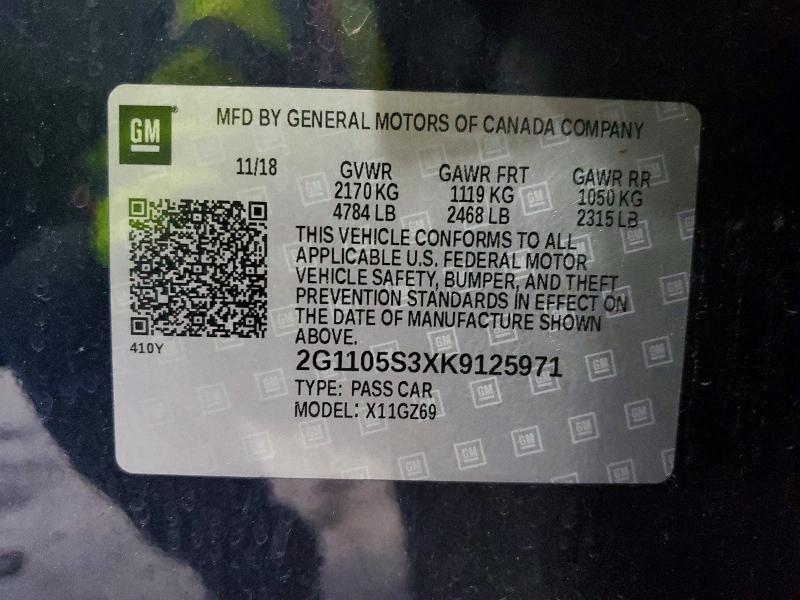 GM
MFD BY GENERAL MOTORS OF CANADA COMPANY
11/18 GVWR GAWR FRT GAWR RR
2170 KG 1119 KG 1050 KG
4784 LB 2468 LB 2315 LB
THIS VEHICLE CONFORMS TO ALL
APPLICABLE U.S. FEDERAL MOTOR
VEHICLE SAFETY, BUMPER, AND THEFT
PREVENTION STANDARDS IN EFFECT ON
THE DATE OF MANUFACTURE SHOWN
ABOVE.
410Y
2G1105S3XK9125971
TYPE: PASS CAR
MODEL: X11GZ69